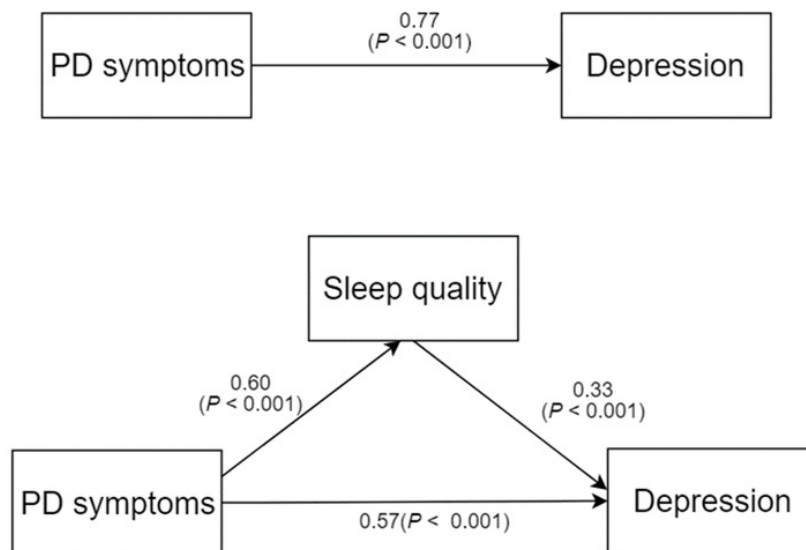 0.77
(P < 0.001)
PD symptoms
Depression
Sleep quality
0.60
(P < 0.001)
0.33
(P < 0.001)
PD symptoms
Depression
0.57(P < 0.001)